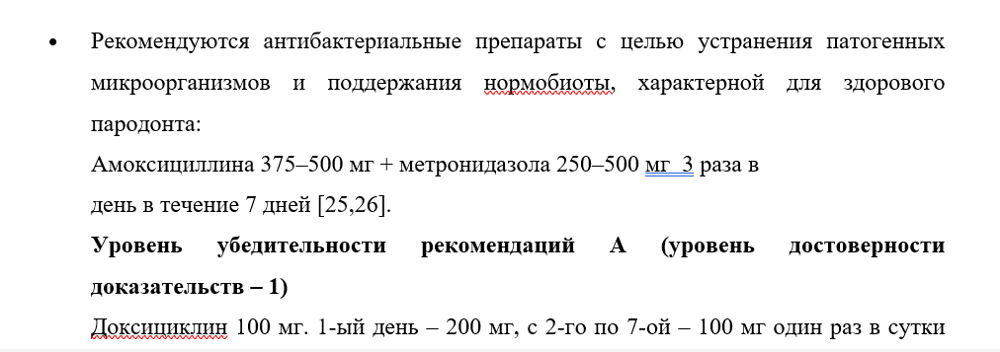 • Рекомендуются антибактериальные препараты с целью устранения патогенных
микроорганизмов и поддержания нормобиоты, характерной для здорового
пародонта:
Амоксициллина 375–500 мг + метронидазола 250–500 мг 3 раза в
день в течение 7 дней [25,26].
Уровень убедительности рекомендаций А (уровень достоверности
доказательств – 1)
Доксициклин 100 мг. 1-ый день – 200 мг, с 2-го по 7-ой – 100 мг один раз в сутки